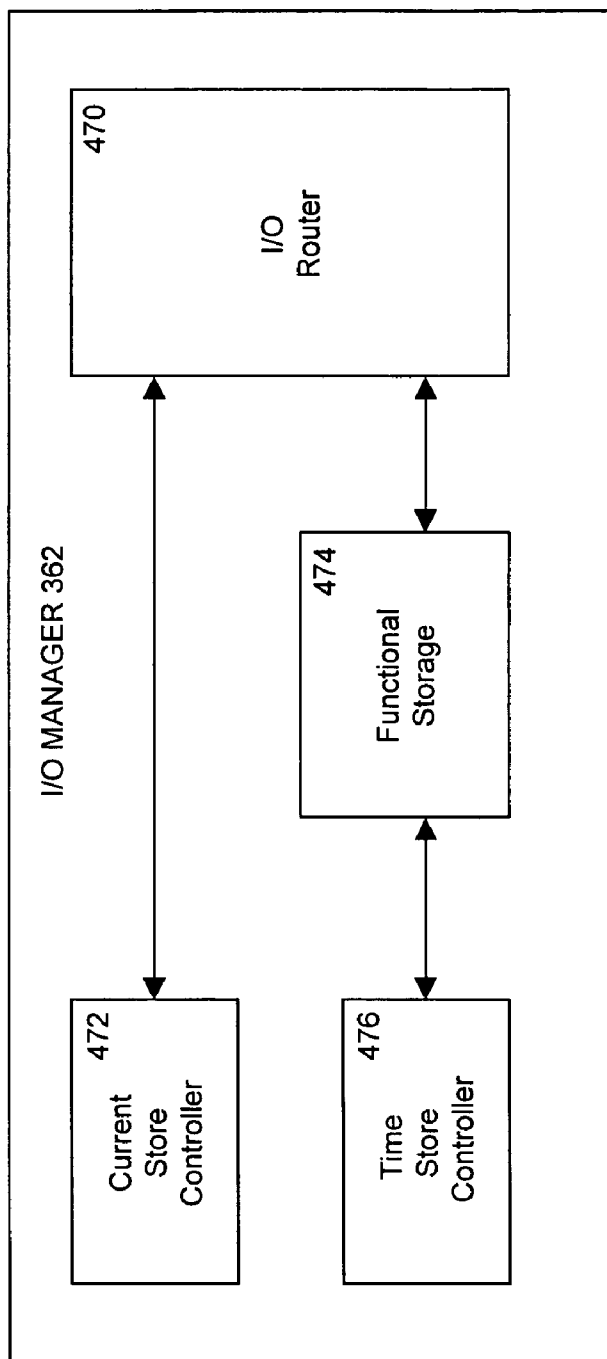 I/O MANAGER 362
472
Current
Store
Controller
470
I/O
Router
476
Time
Store
Controller
474
Functional
Storage